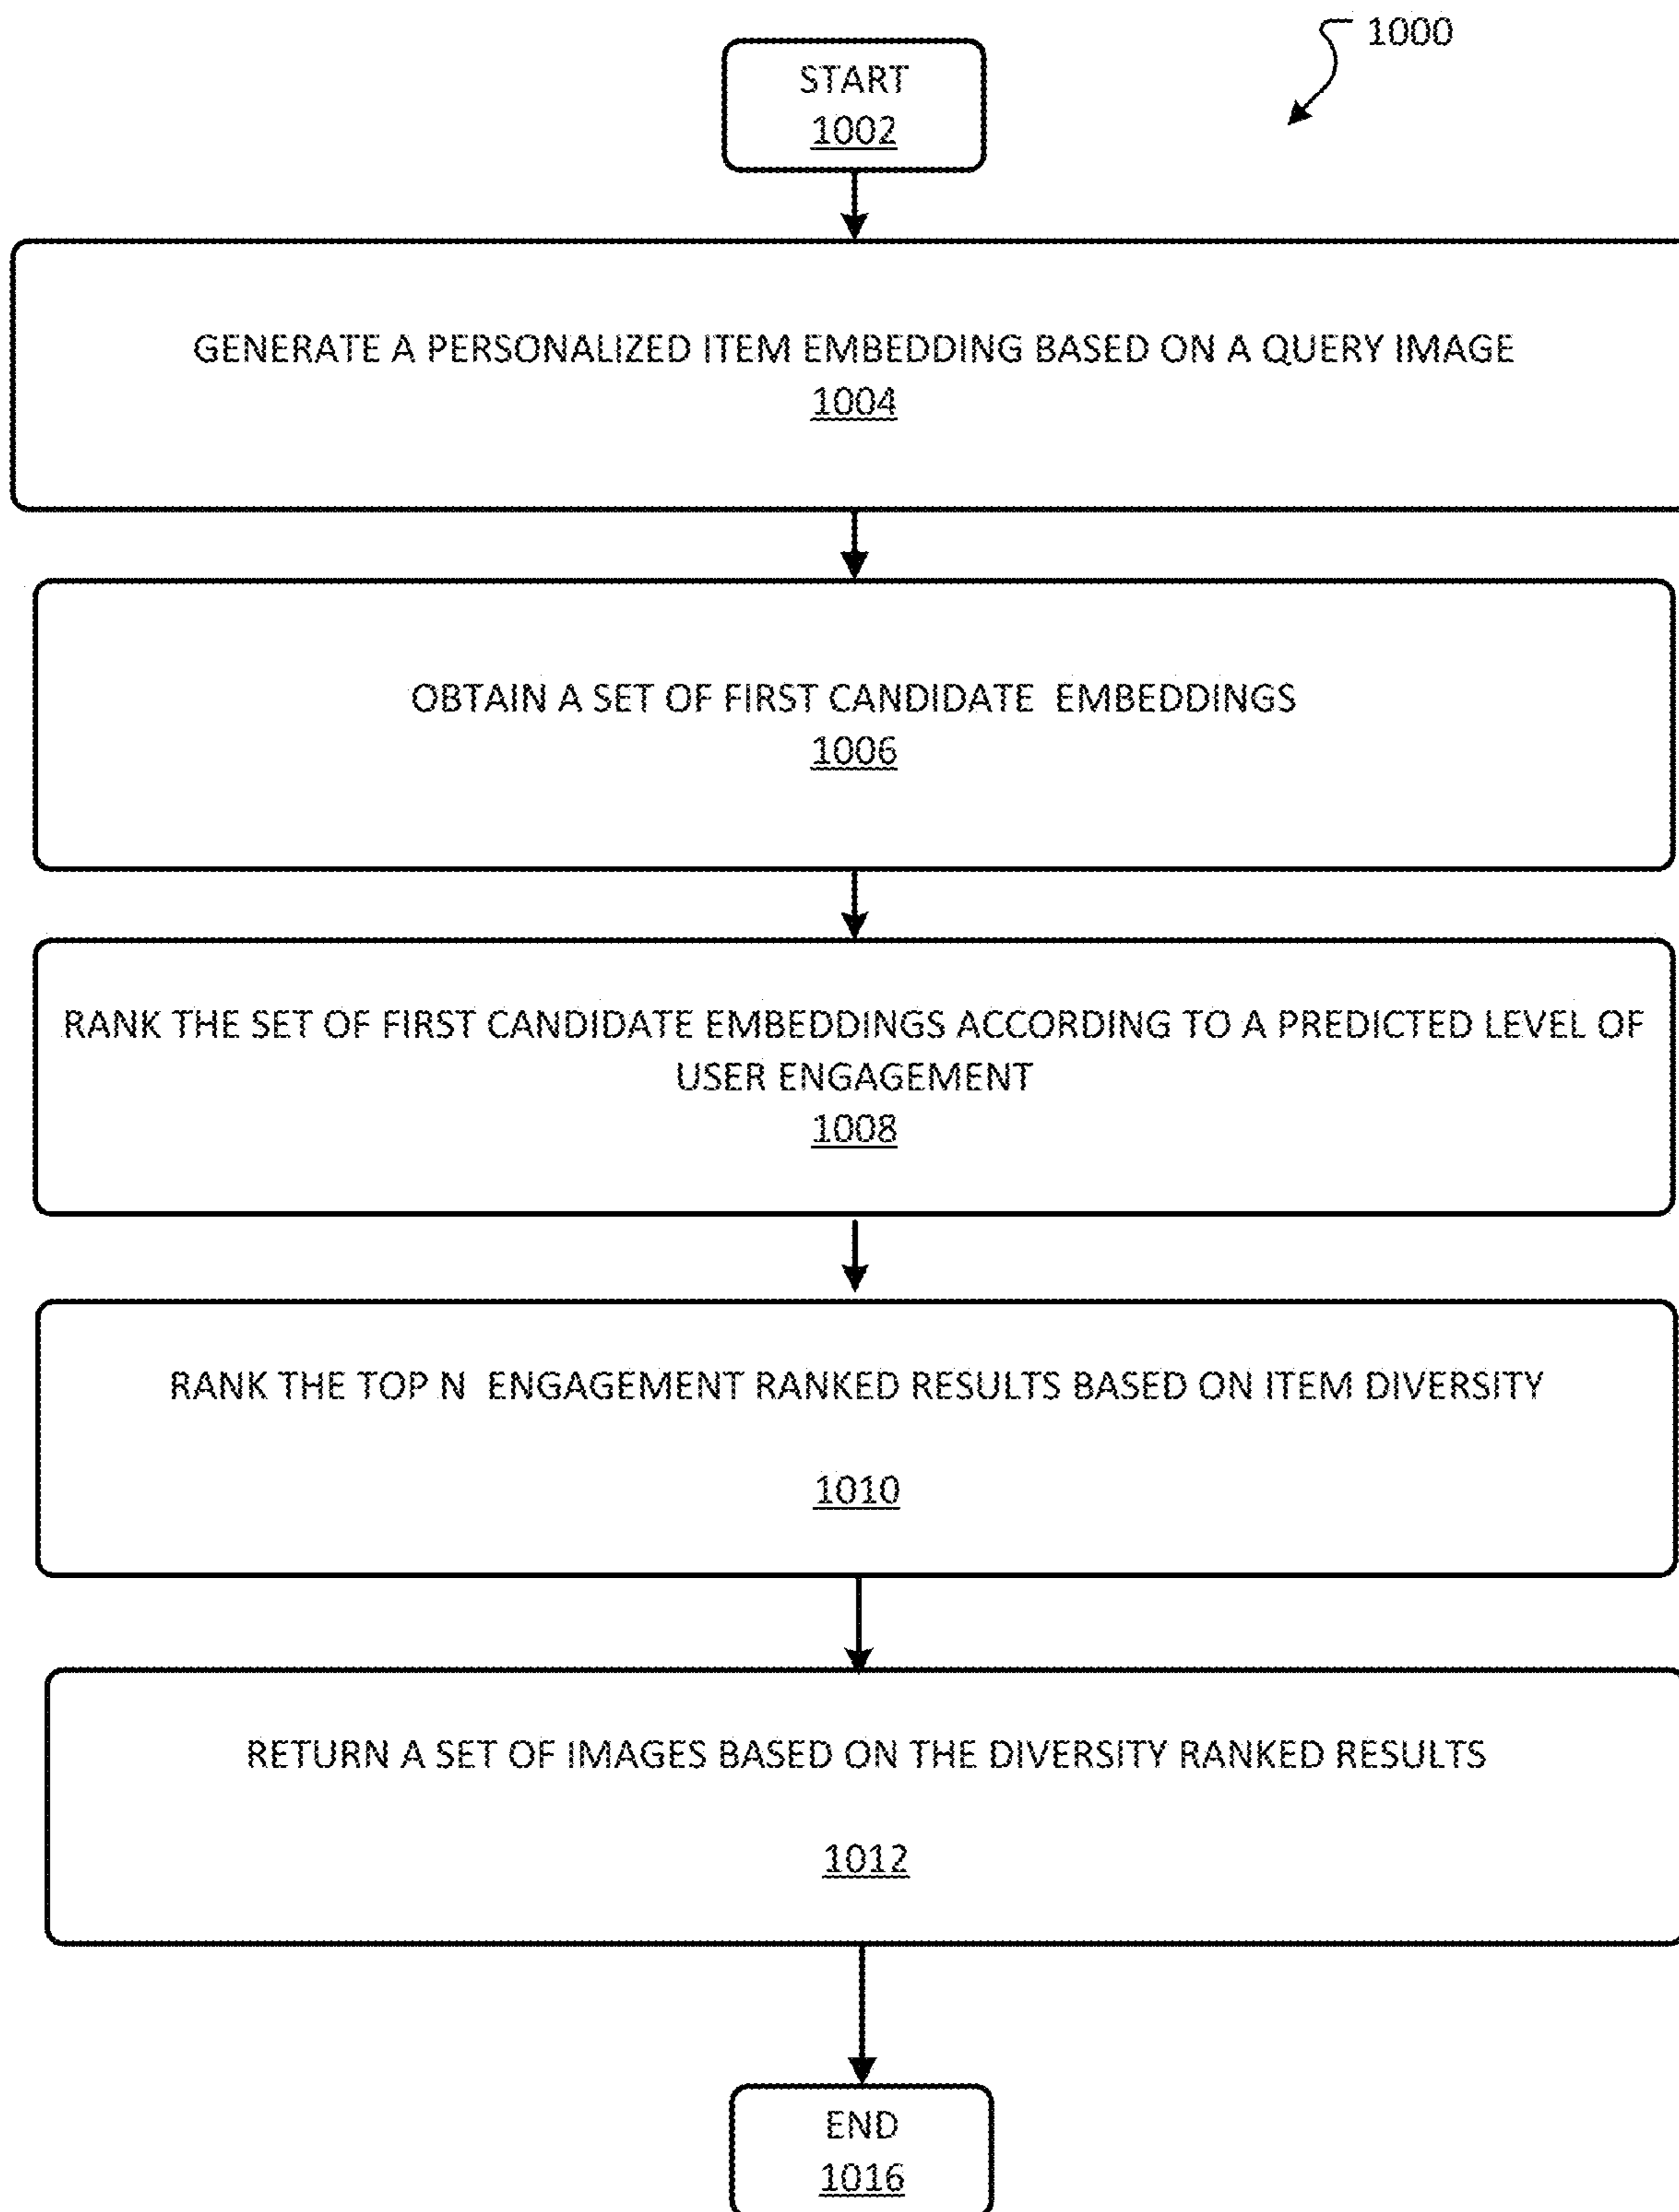 1000
START
1002
GENERATE A PERSONALIZED ITEM EMBEDDING BASED ON A QUERY IMAGE
1004
OBTAIN A SET OF FIRST CANDIDATE EMBEDDINGS
1006
RANK THE SET OF FIRST CANDIDATE EMBEDDINGS ACCORDING TO A PREDICTED LEVEL OF
USER ENGAGEMENT
1008
RANK THE TOP N ENGAGEMENT RANKED RESULTS BASED ON ITEM DIVERSITY
1010
RETURN A SET OF IMAGES BASED ON THE DIVERSITY RANKED RESULTS
1012
END
1016